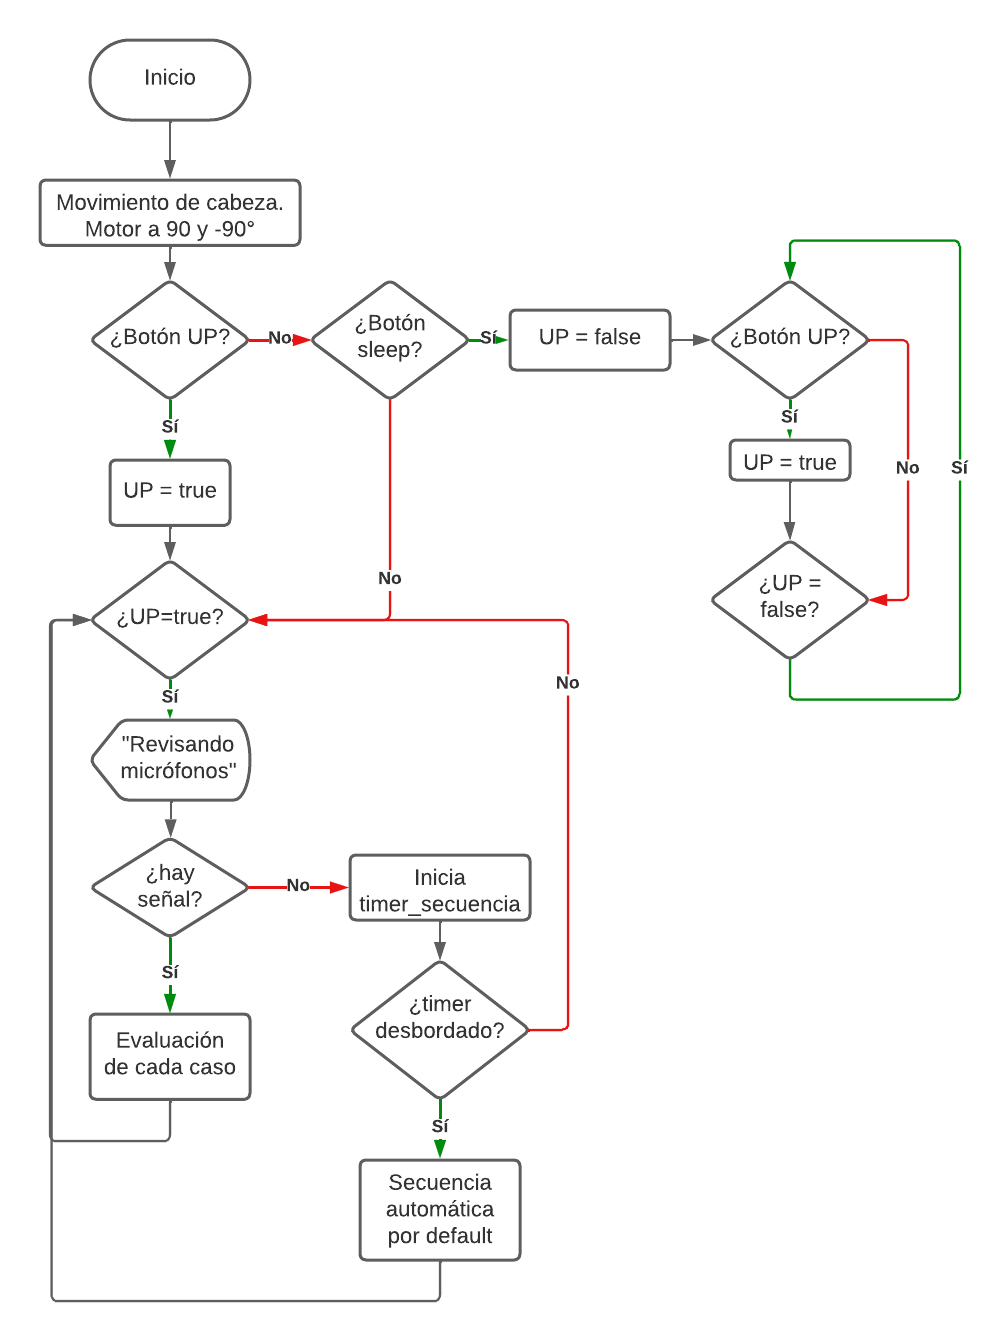 Inicio
Movimiento de cabeza.
Motor a 90 y -90°
¿Botón UP?
No
¿Botón
sleep?
Sí
UP = false
¿Botón UP?
Sí
UP = true
No
Sí
¿UP =
false?
Sí
UP = true
No
¿UP=true?
Sí
No
"Revisando
micrófonos"
¿hay
señal?
No
Inicia
timer_secuencia
Sí
¿timer
desbordado?
Evaluación
de cada caso
Sí
Secuencia
automática
por default